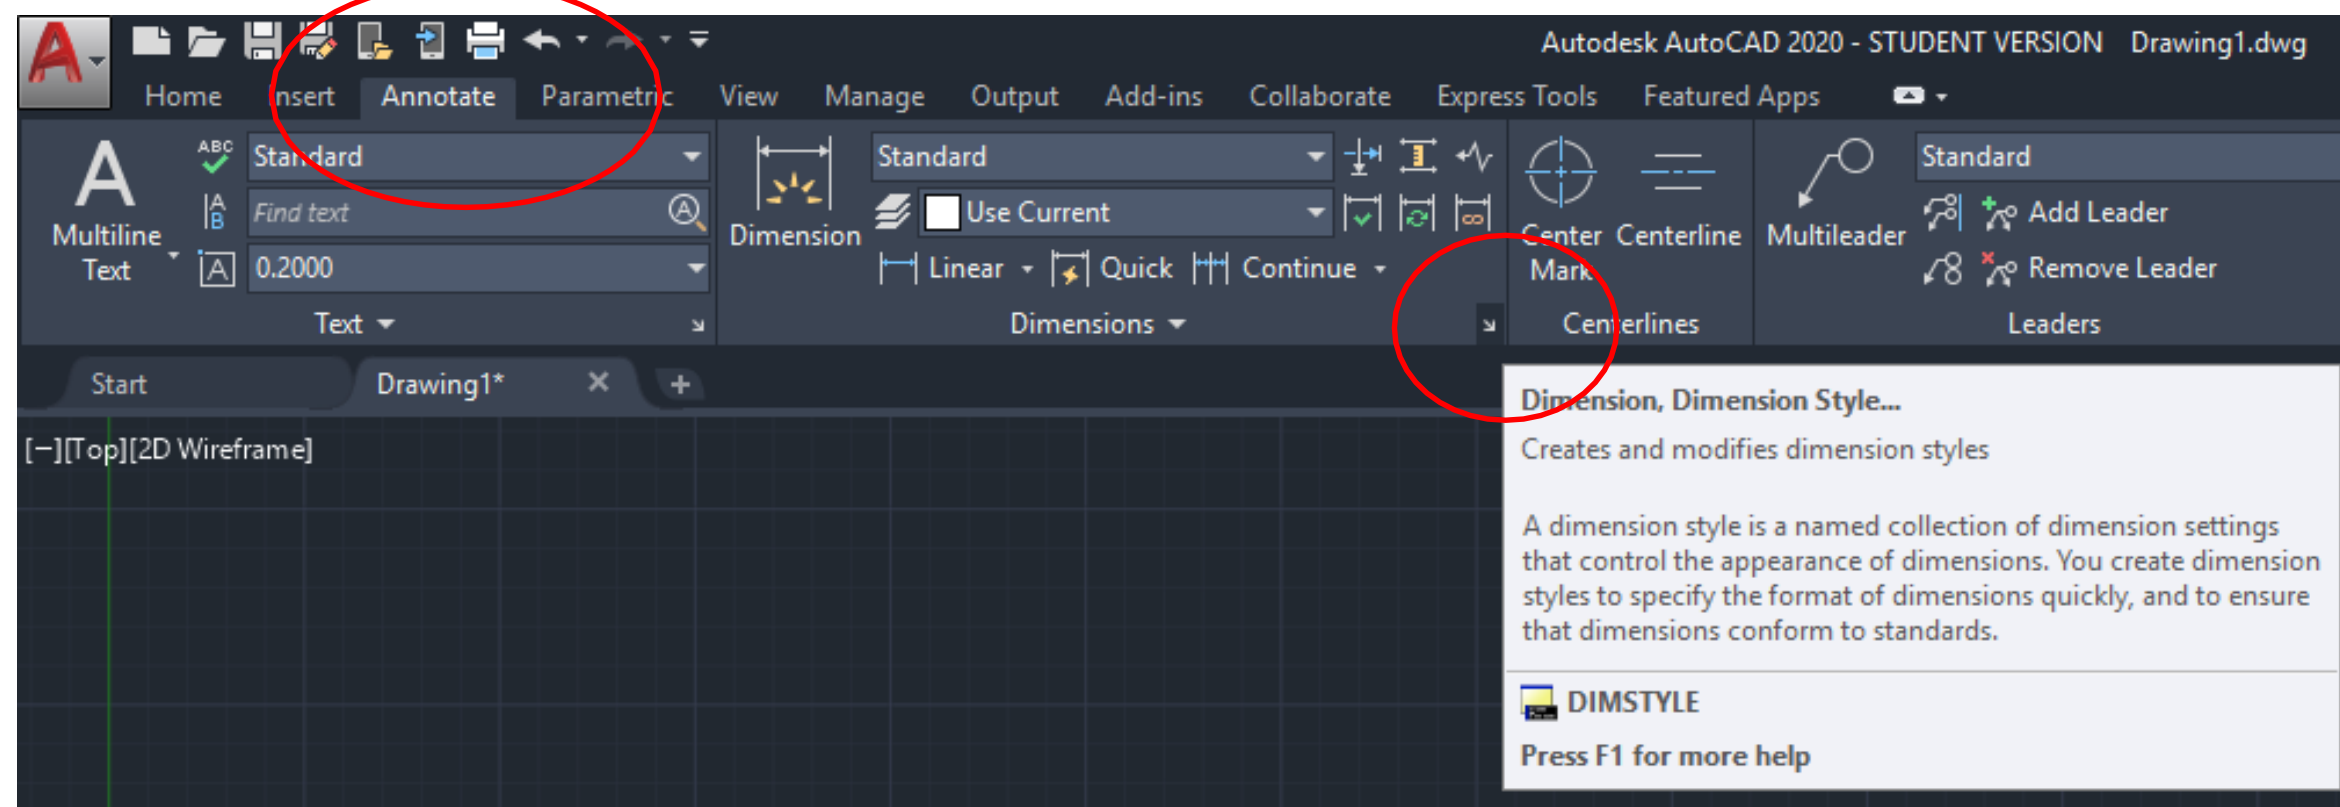 Autodesk AutoCAD 2020 - STUDENT VERSION Drawing1.dwg
Home Insert Annotate Parametric View Manage Output Add-ins Collaborate Express Tools Featured Apps
Multiline
Text
ABC
Standard
A
B
Find text
A
0.2000
Text
Dimension
Standard
Use Current
Linear Quick Continue
Dimensions
Center
Mark
Centerline
Centerlines
Multileader
Standard
Add Leader
Remove Leader
Leaders
Start Drawing1* +
[−][Top][2D Wireframe]
Dimension, Dimension Style...
Creates and modifies dimension styles
A dimension style is a named collection of dimension settings
that control the appearance of dimensions. You create dimension
styles to specify the format of dimensions quickly, and to ensure
that dimensions conform to standards.
DIMSTYLE
Press F1 for more help